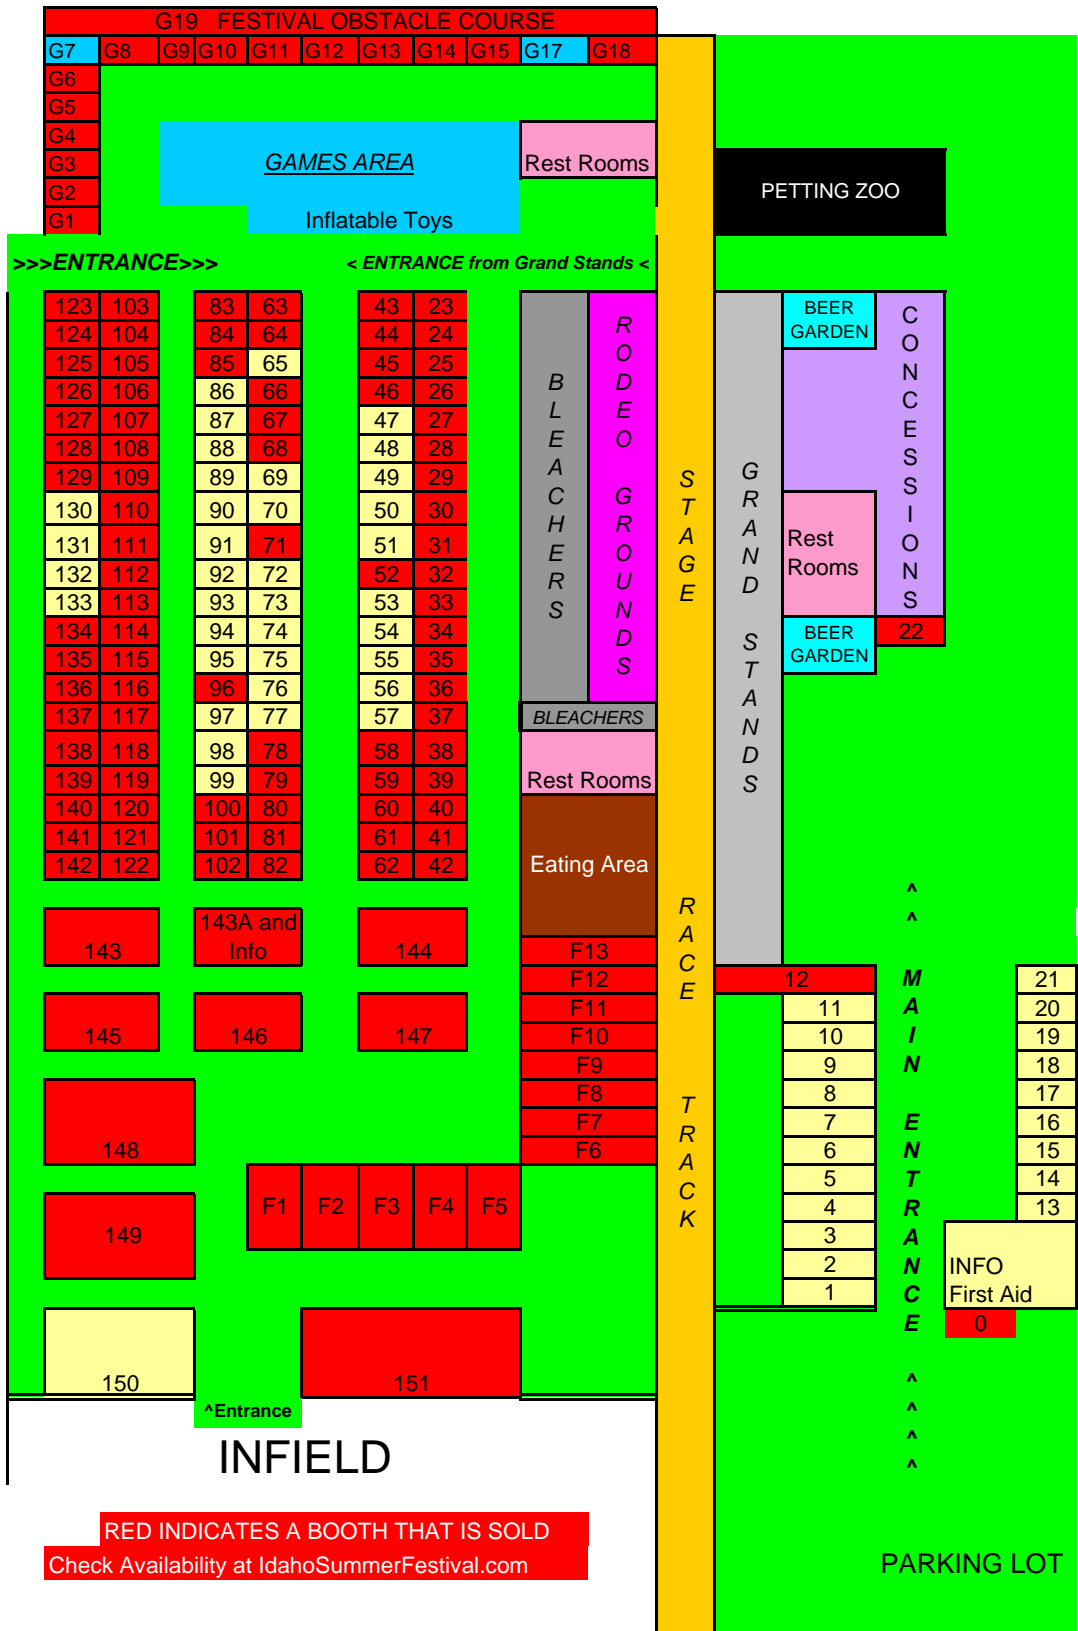 G19 FESTIVAL OBSTACLE COURSE
G7 G8 G9 G10 G11 G12 G13 G14 G15 G17 G18
G6
G5
G4
G3
G2
G1
GAMES AREA
Inflatable Toys
Rest Rooms
PETTING ZOO
>>>ENTRANCE>>>
< ENTRANCE from Grand Stands <
123 103 83 63 43 23
124 104 84 64 44 24
125 105 85 65 45 25
126 106 86 66 46 26
127 107 87 67 47 27
128 108 88 68 48 28
129 109 89 69 49 29
130 110 90 70 50 30
131 111 91 71 51 31
132 112 92 72 52 32
133 113 93 73 53 33
134 114 94 74 54 34
135 115 95 75 55 35
136 116 96 76 56 36
137 117 97 77 57 37
138 118 98 78 58 38
139 119 99 79 59 39
140 120 100 80 60 40
141 121 101 81 61 41
142 122 102 82 62 42
BLEACHERS
RODEO GROUNDS
BLEACHERS
Rest Rooms
Eating Area
STAGE
RACE TRACK
GRAND STANDS
BEER
GARDEN
CONCESSIONS
Rest
Rooms
BEER
GARDEN
22
143
143A and
Info
144
145 146 147
148
149
150
151
F13
F12
F11
F10
F9
F8
F7
F6
F1 F2 F3 F4 F5
12
11
10
9
8
7
6
5
4
3
2
1
^
^
MAIN ENTRANCE
^
^
^
^
21
20
19
18
17
16
15
14
13
INFO
First Aid
0
^Entrance
INFIELD
RED INDICATES A BOOTH THAT IS SOLD
Check Availability at IdahoSummerFestival.com
PARKING LOT